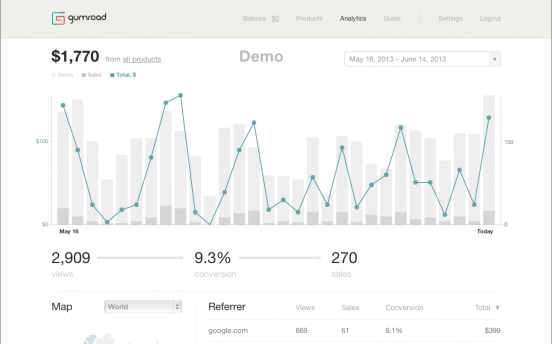 gumroad
Balance $0 Products Analytics Guide Settings Logout
$1,770 from all products
Demo
May 16, 2013 - June 14, 2013
Views Sales Total, $
$100
100
$0
0
May 16
Today
2,909
views
9.3%
conversion
270
sales
Map
World
Referrer Views Sales Conversion Total ▼
google.com 669 61 9.1% $399